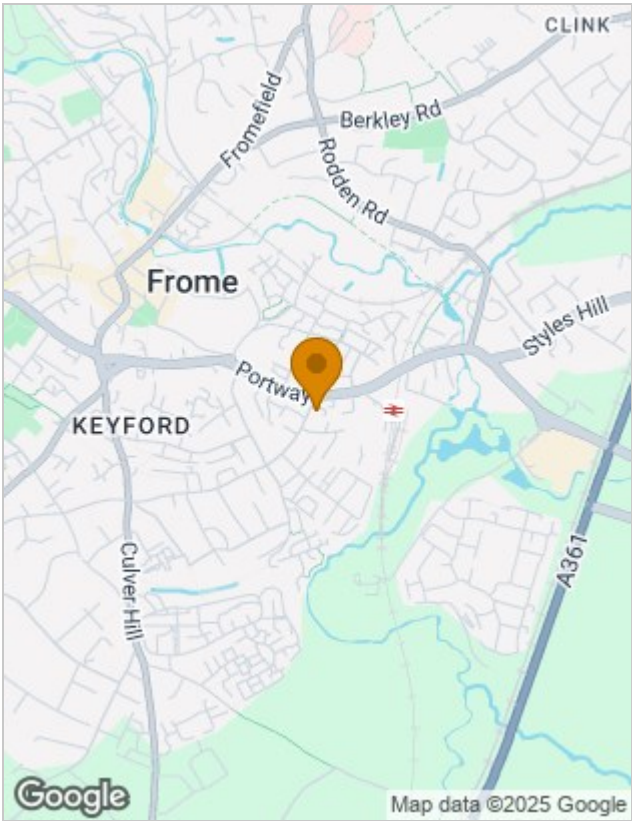 CLINK
Berkley Rd
Fromefield
Rodden Rd
Frome
Styles Hill
Portway
KEYFORD
A361
Culver Hill
Google
Map data ©2025 Google